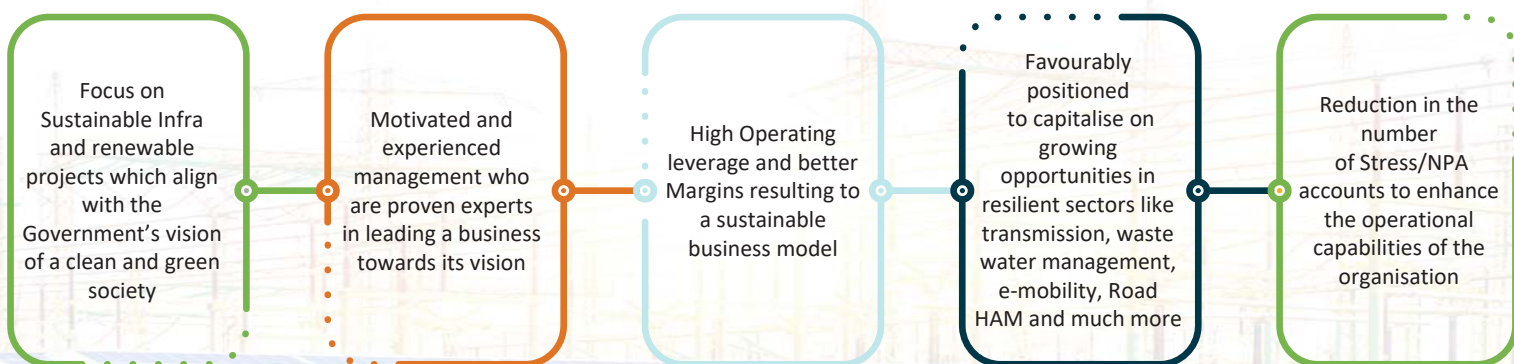 Focus on
Sustainable Infra
and renewable
projects which align
with the
Government’s vision
of a clean and green
society
Motivated and
experienced
management who
are proven experts
in leading a business
towards its vision
High Operating
leverage and better
Margins resulting to
a sustainable
business model
Favourably
positioned
to capitalise on
growing
opportunities in
resilient sectors like
transmission, waste
water management,
e-mobility, Road
HAM and much more
Reduction in the
number
of Stress/NPA
accounts to enhance
the operational
capabilities of the
organisation